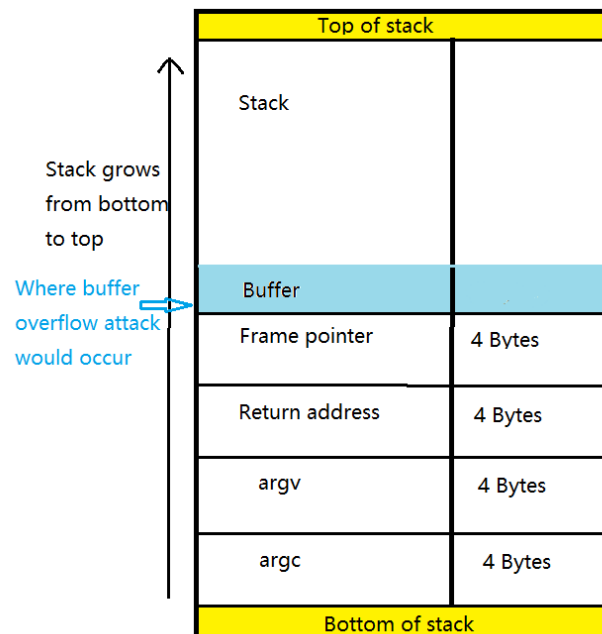 Top of stack
Stack
Stack grows
from bottom
to top
Where buffer
overflow attack
would occur
Buffer
Frame pointer
4 Bytes
Return address
4 Bytes
argv
4 Bytes
argc
4 Bytes
Bottom of stack